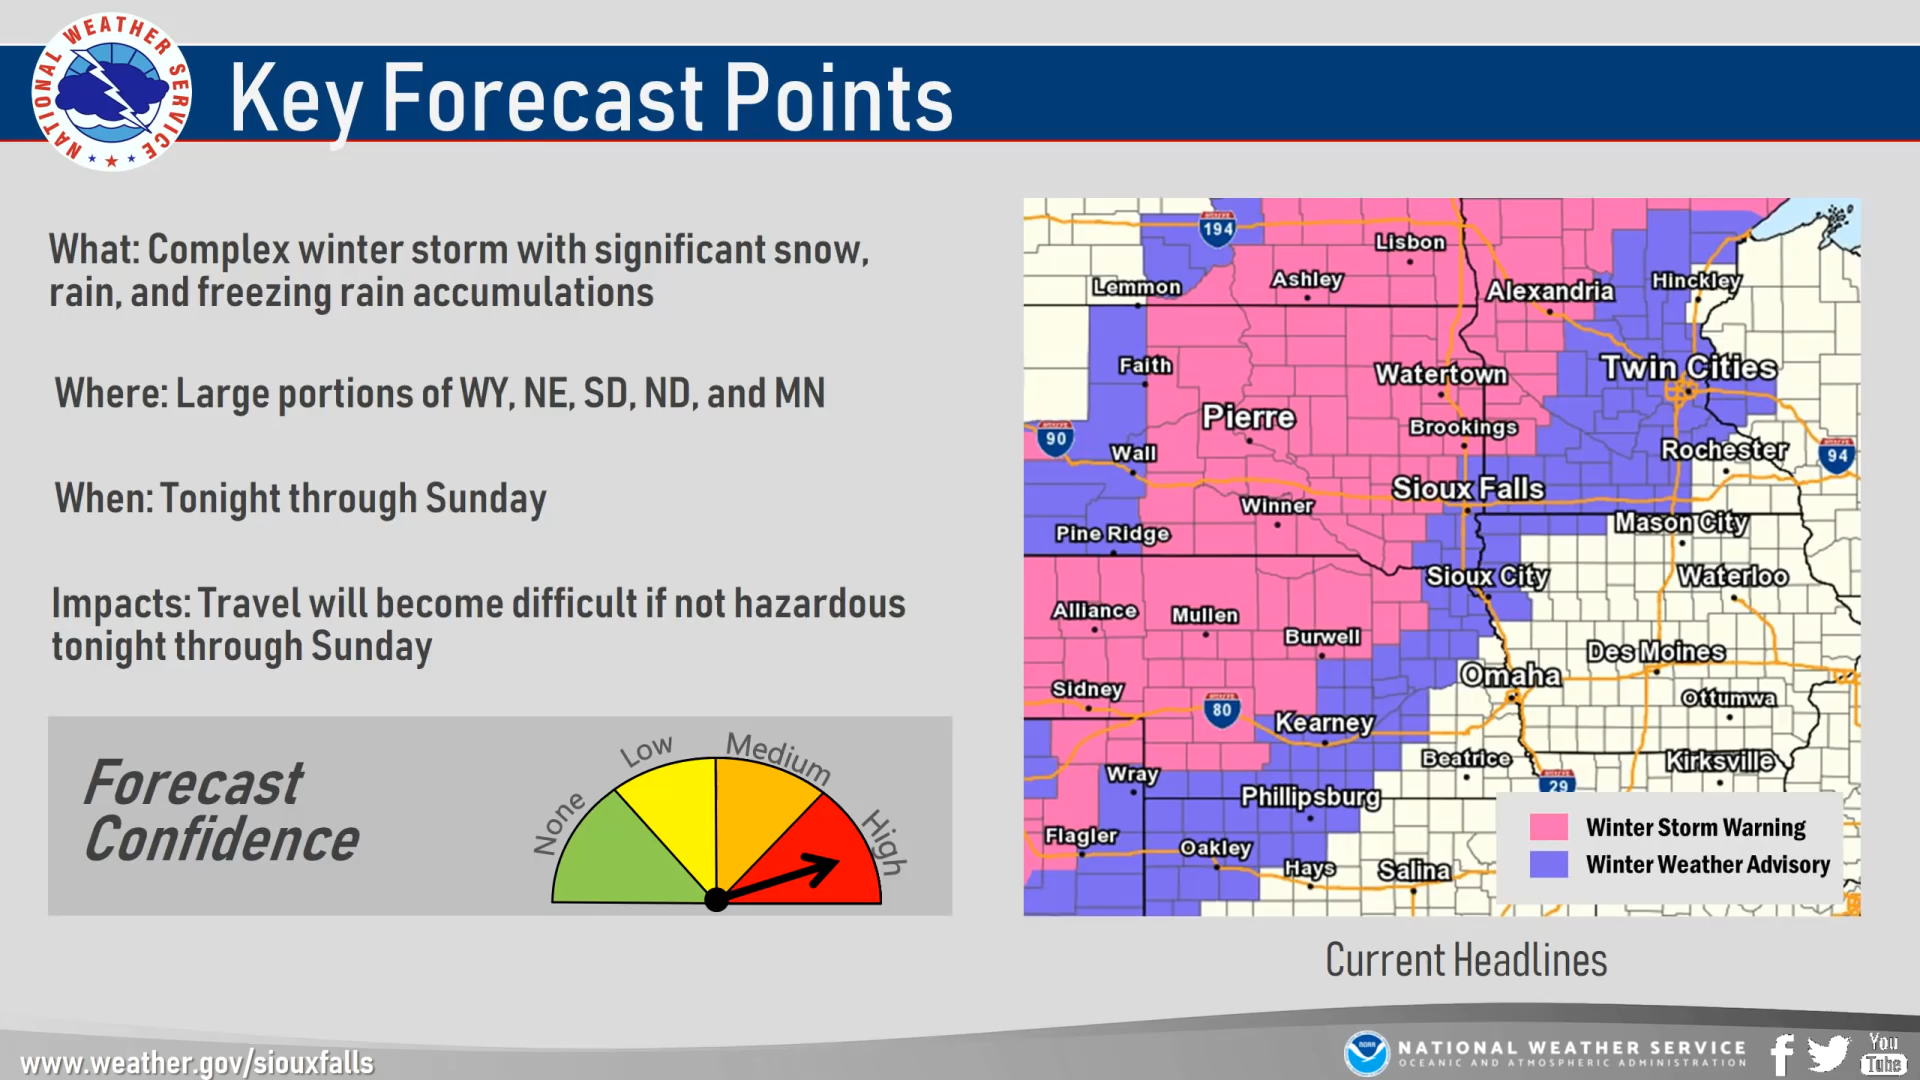 NATIONAL WEATHER SERVICE
Key Forecast Points
What: Complex winter storm with significant snow,
rain, and freezing rain accumulations
Where: Large portions of WY, NE, SD, ND, and MN
When: Tonight through Sunday
Impacts: Travel will become difficult if not hazardous
tonight through Sunday
Forecast
Confidence
None
Low
Medium
High
194
Lisbon
Lemmon
Ashley
Alexandria
Hinckley
Faith
Watertown
Twin Cities
Pierre
Brookings
90
Wall
Rochester
94
Sioux Falls
Winner
Pine Ridge
Mason City
Sioux City
Waterloo
Alliance
Mullen
Burwell
Des Moines
Omaha
Sidney
Ottumwa
80
Kearney
Beatrice
Kirksville
Wray
29
Phillipsburg
Flagler
Oakley
Hays
Salina
Winter Storm Warning
Winter Weather Advisory
Current Headlines
www.weather.gov/siouxfalls
NOAA
NATIONAL WEATHER SERVICE
OCEANIC AND ATMOSPHERIC ADMINISTRATION
f
You
Tube